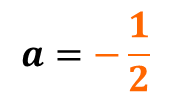 a = - 1/2